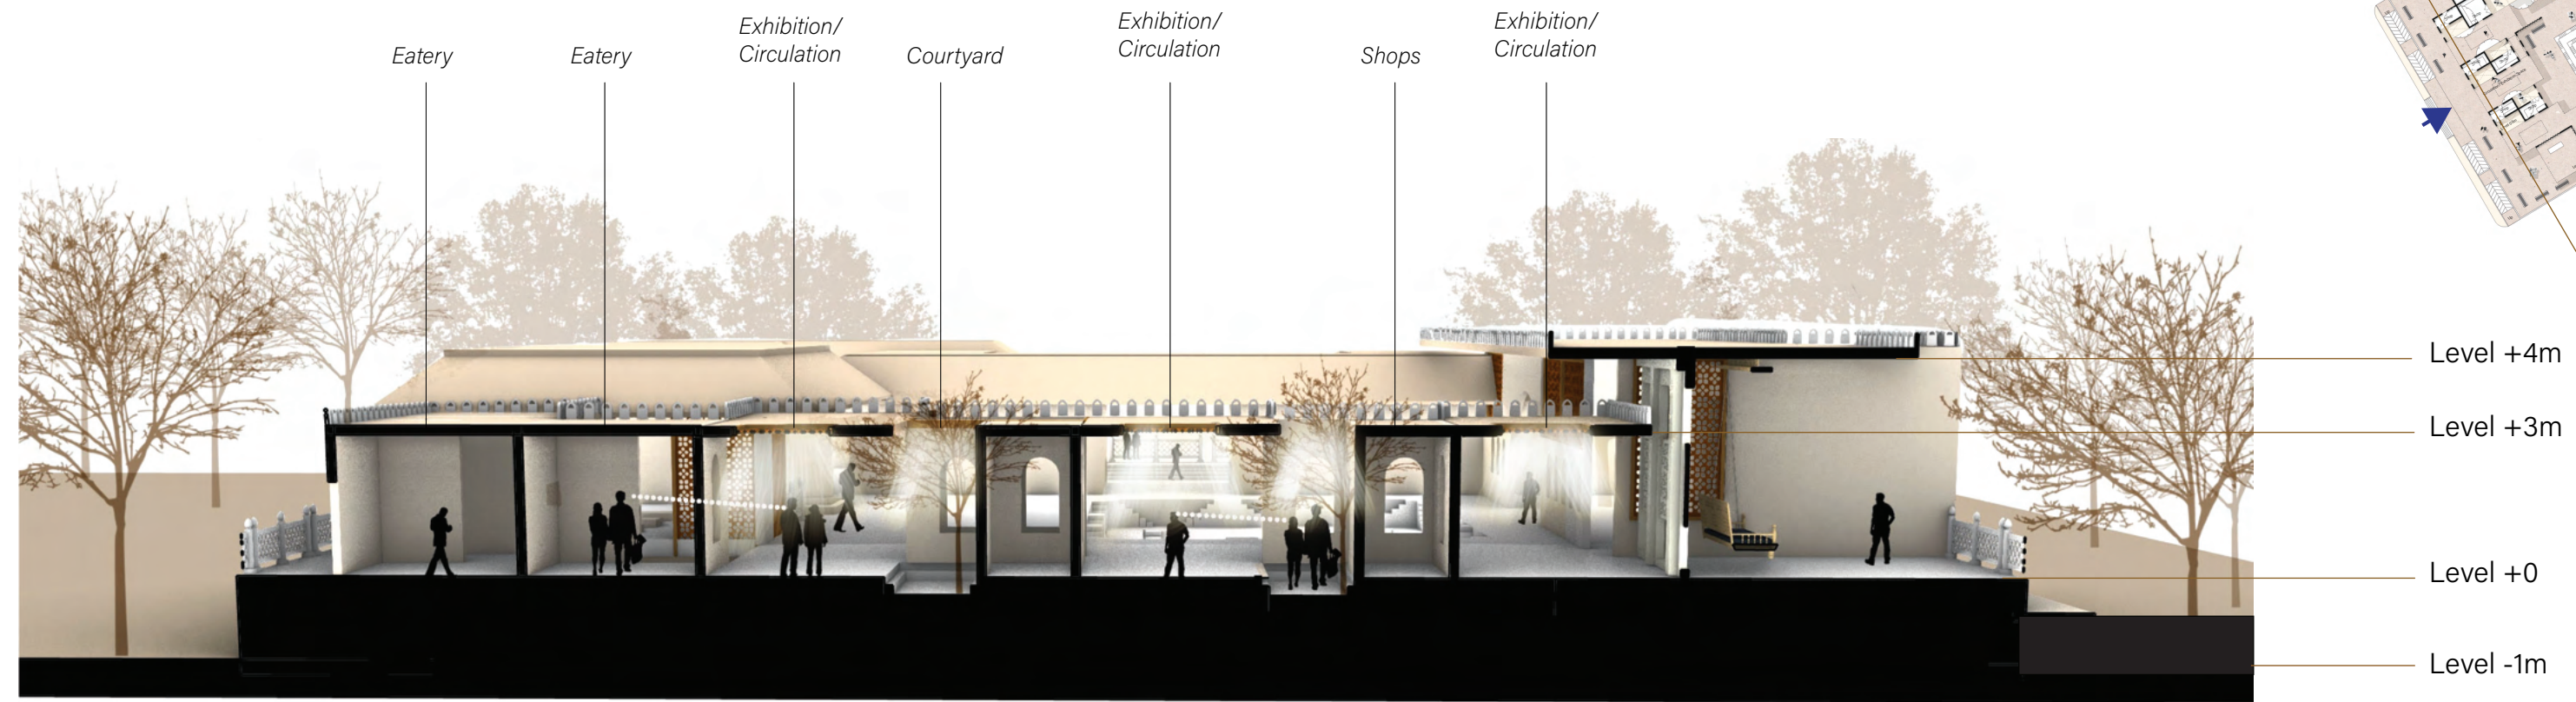 Eatery
Eatery
Exhibition/
Circulation
Courtyard
Exhibition/
Circulation
Shops
Exhibition/
Circulation
Level +4m
Level +3m
Level +0
Level -1m